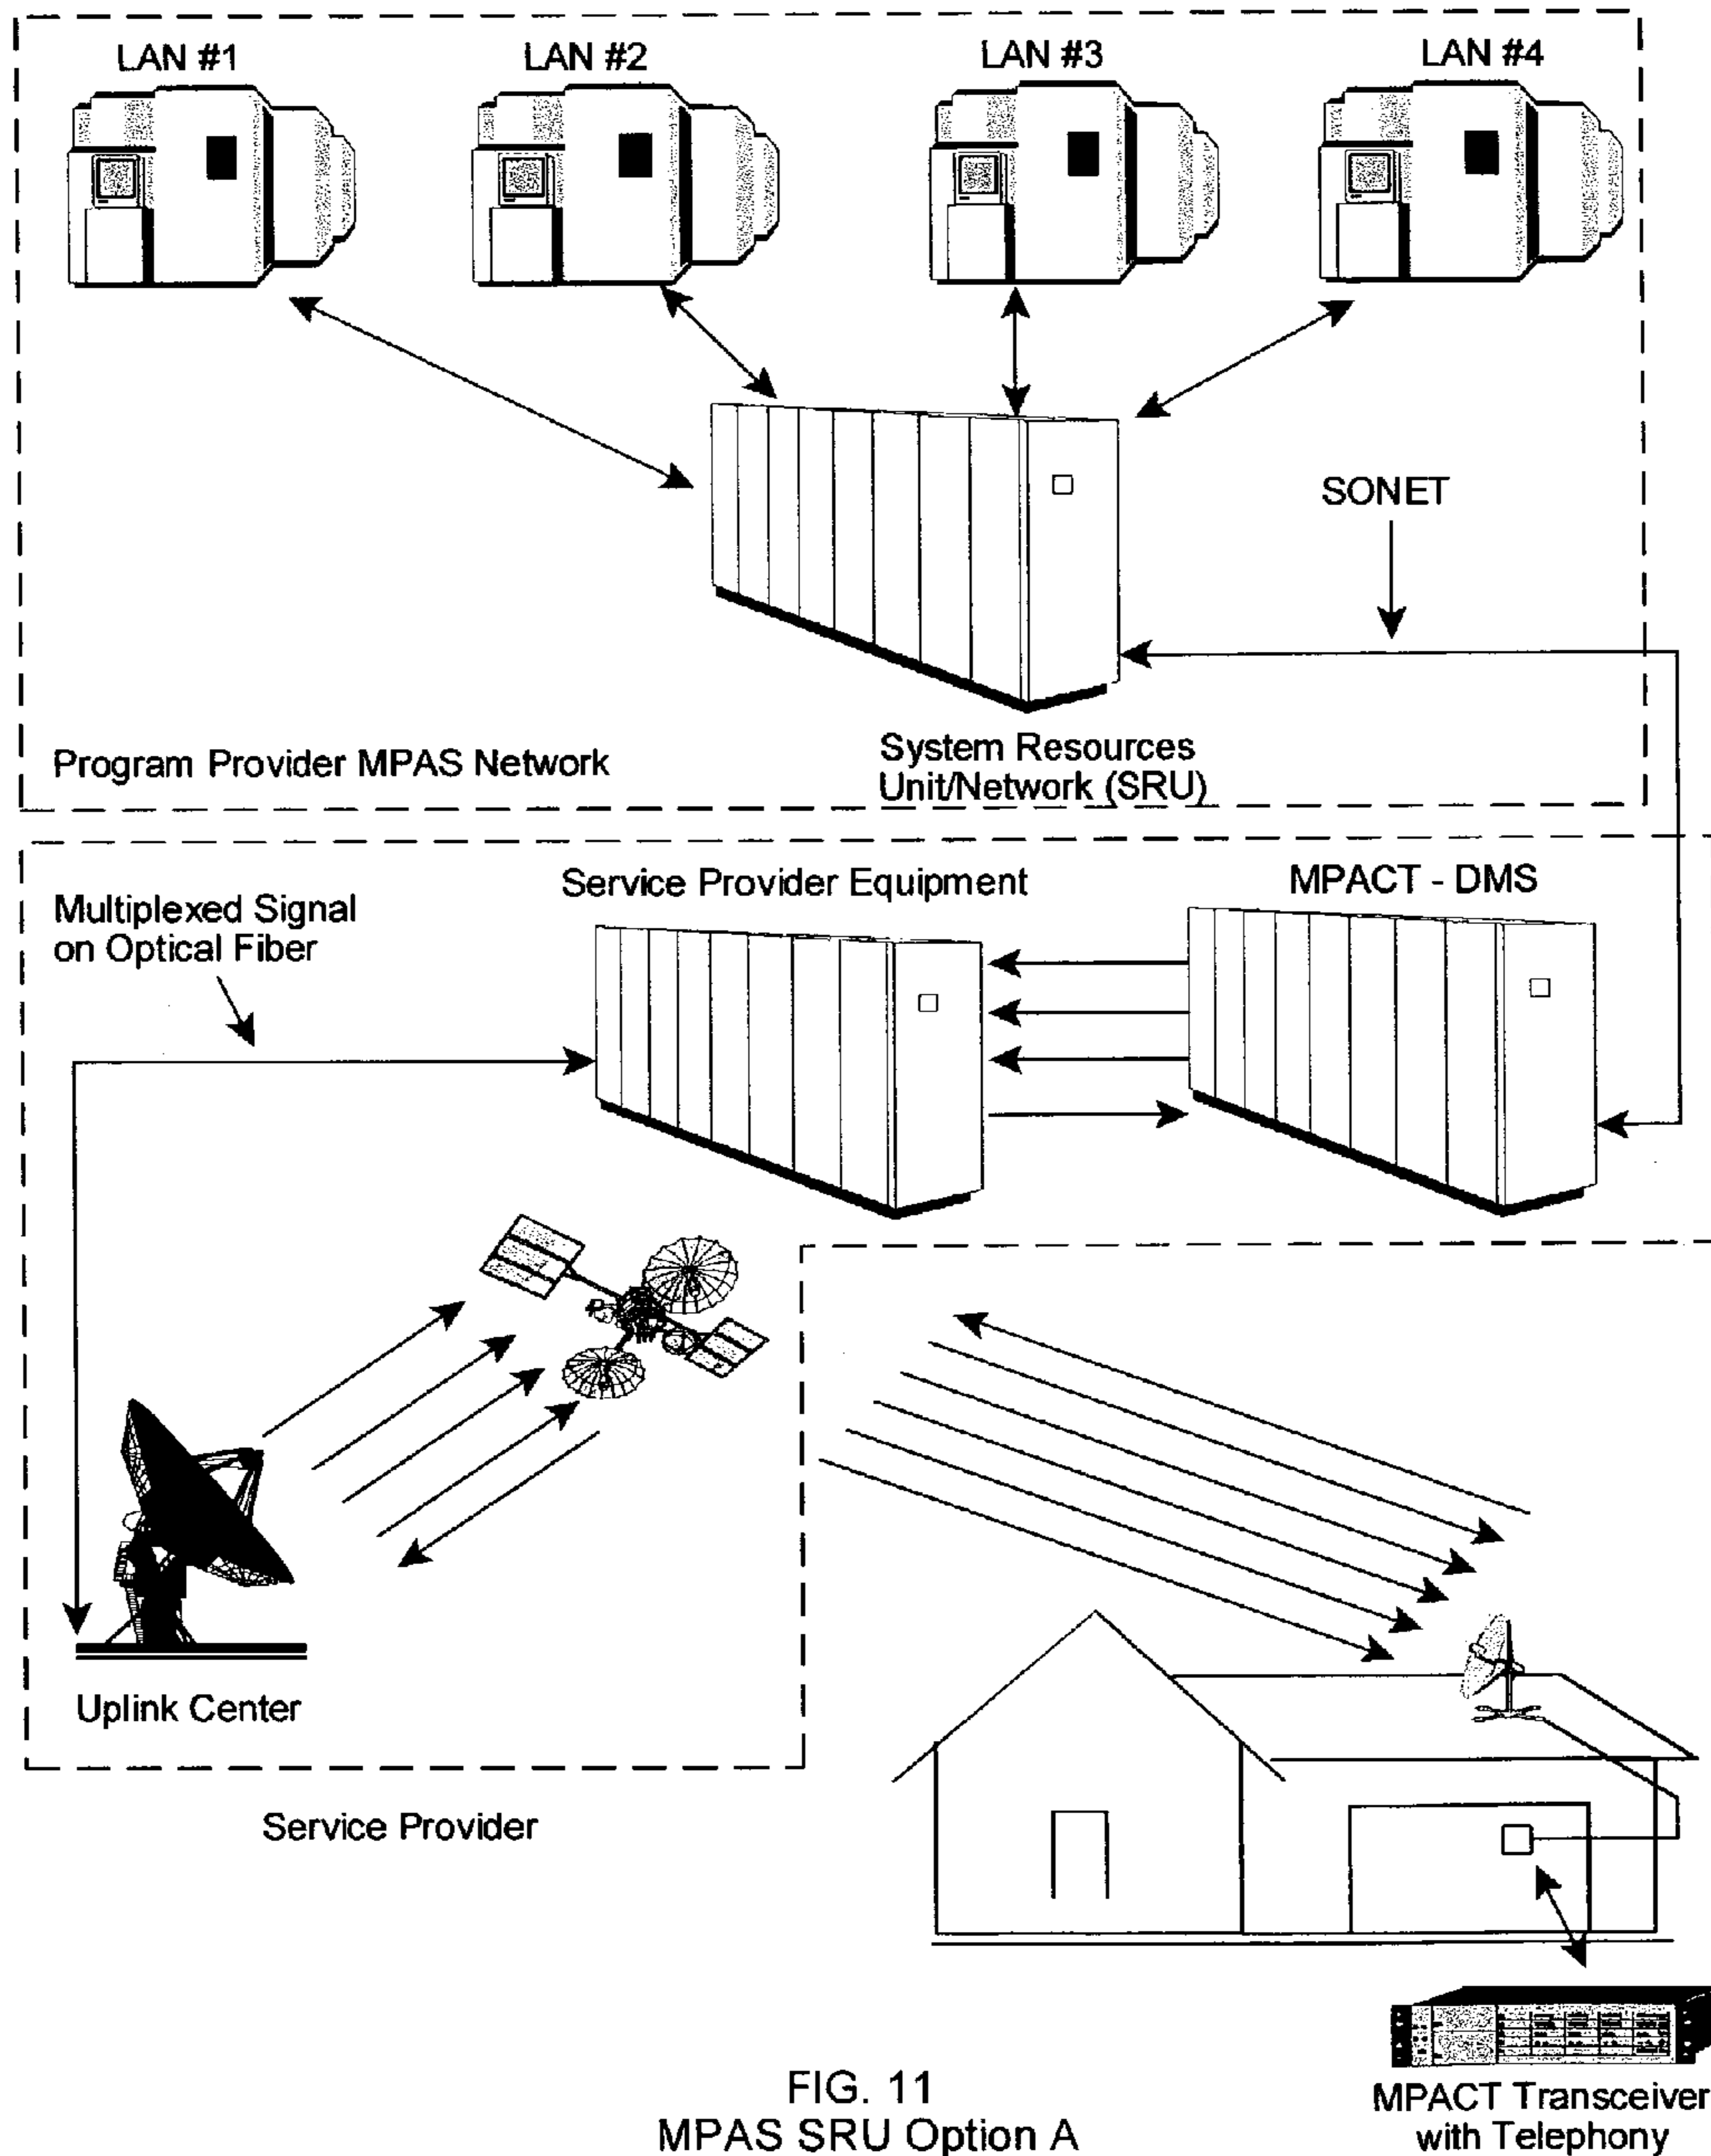 LAN #1
LAN #2
LAN #3
LAN #4
SONET
Program Provider MPAS Network
System Resources
Unit/Network (SRU)
Service Provider Equipment
MPACT - DMS
Multiplexed Signal
on Optical Fiber
Uplink Center
Service Provider
MPACT Transceiver
with Telephony
FIG. 11
MPAS SRU Option A